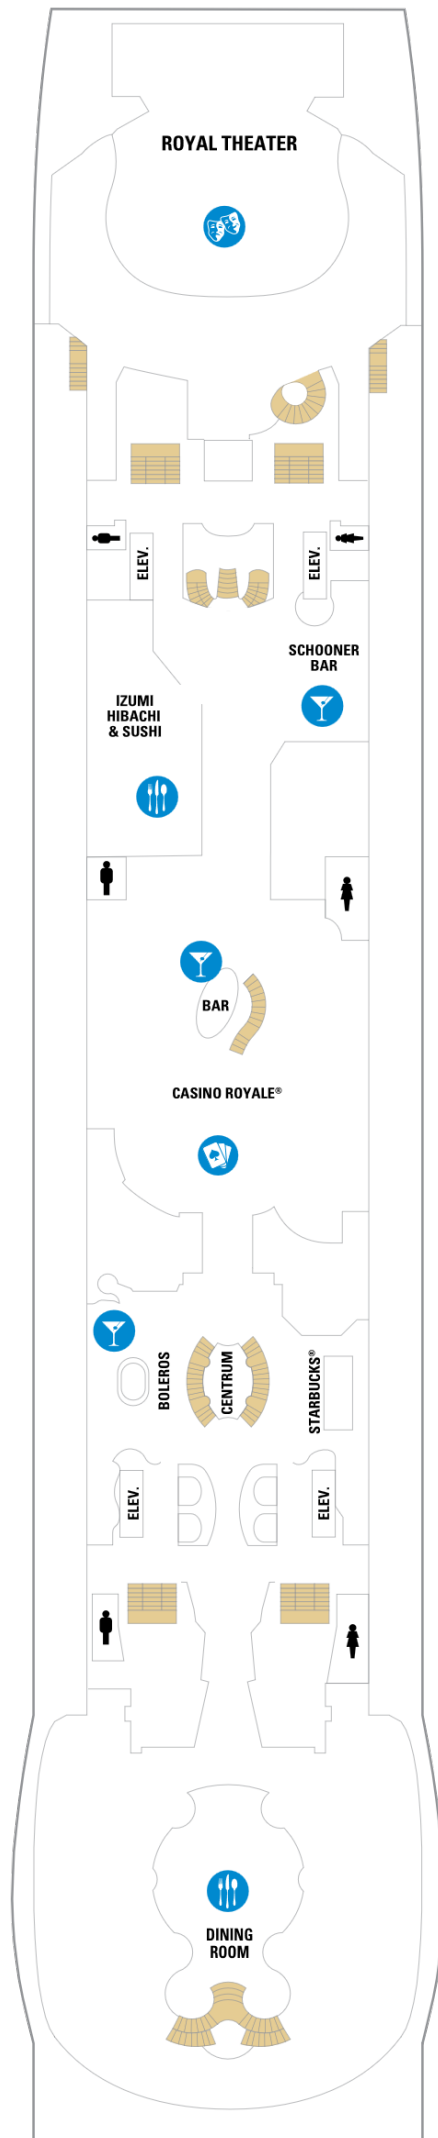 ROYAL THEATER
ELEV.
ELEV.
SCHOONER
BAR
IZUMI
HIBACHI
& SUSHI
BAR
CASINO ROYALE®
BOLEROS
CENTRUM
STARBUCKS®
ELEV.
ELEV.
DINING
ROOM